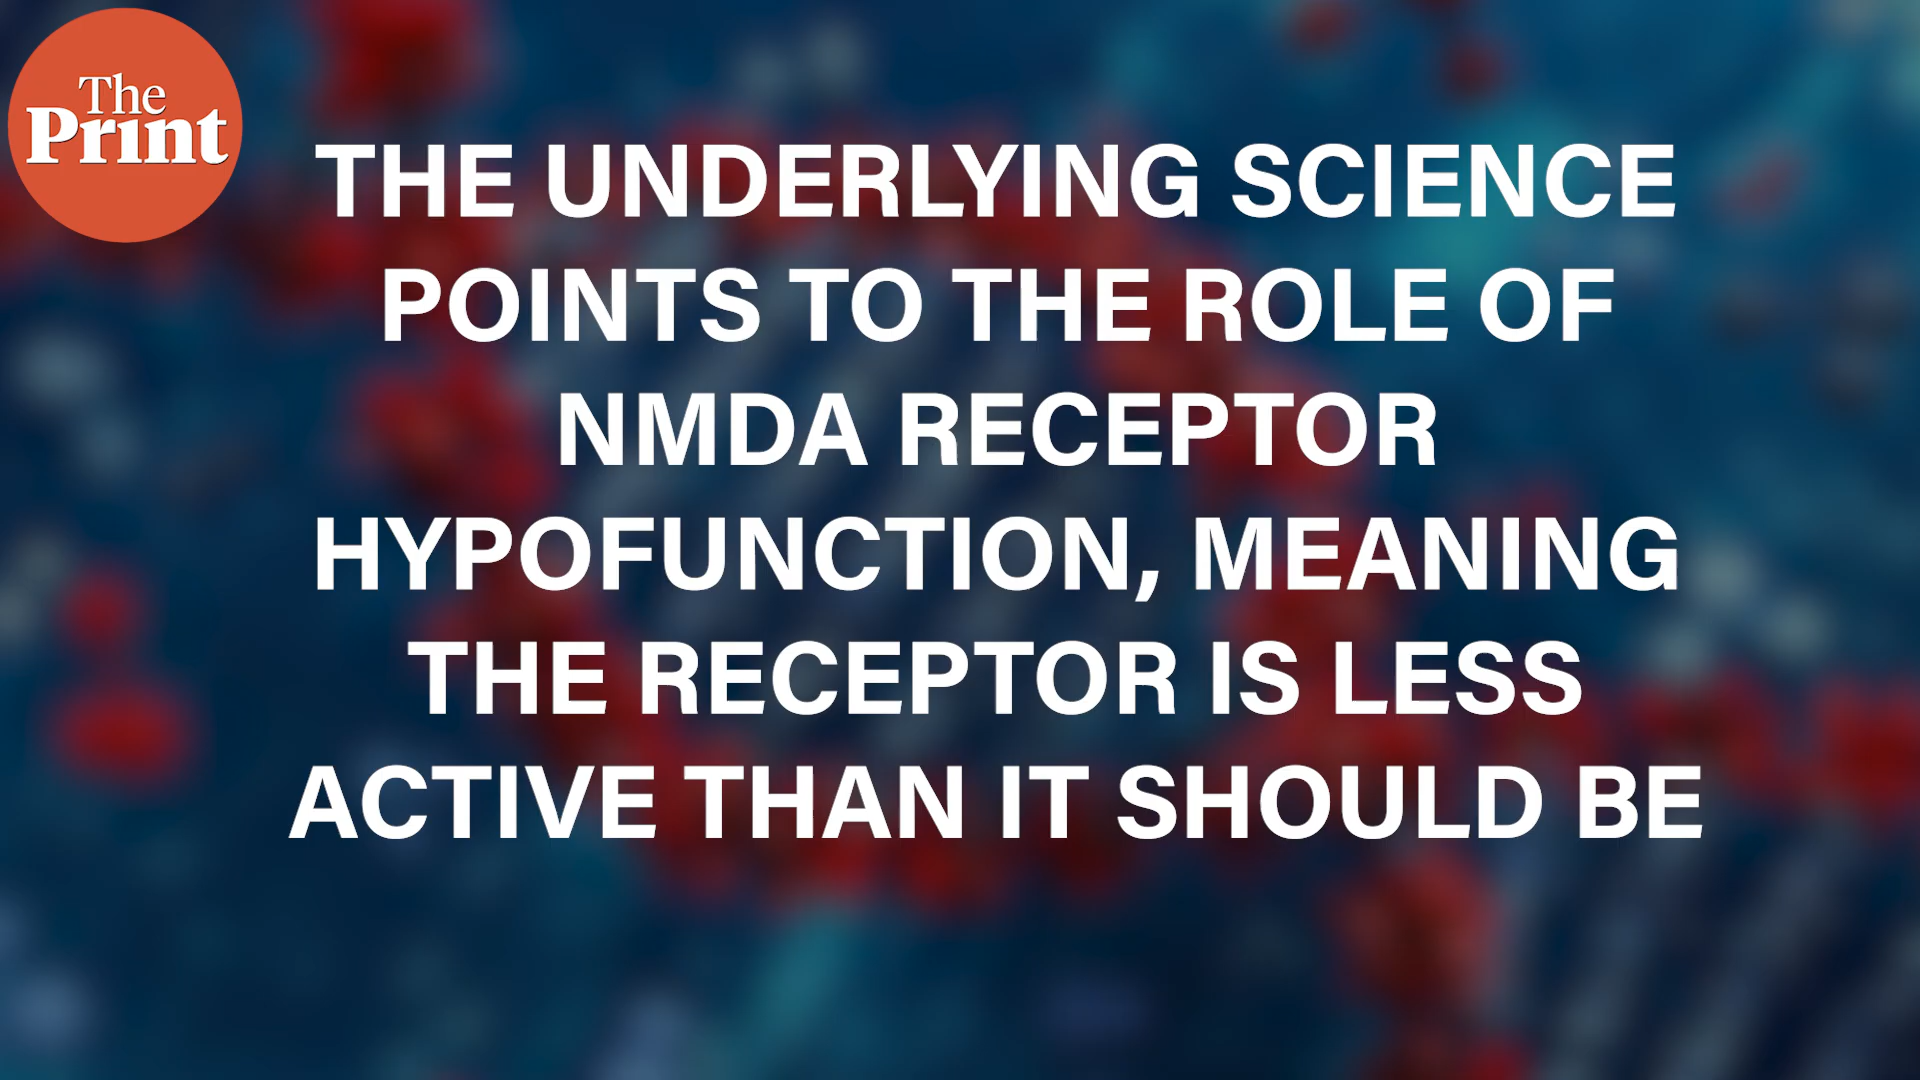 The
Print
THE UNDERLYING SCIENCE
POINTS TO THE ROLE OF
NMDA RECEPTOR
HYPOFUNCTION, MEANING
THE RECEPTOR IS LESS
ACTIVE THAN IT SHOULD BE